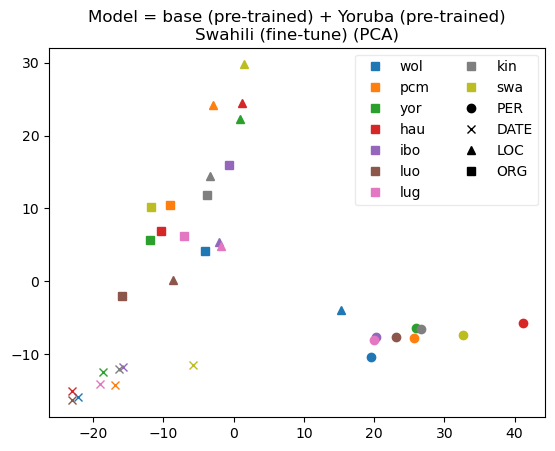 Model = base (pre-trained) + Yoruba (pre-trained)
Swahili (fine-tune) (PCA)
30
20
10
0
−10
−20
−10
0
10
20
30
40
wol
pcm
yor
hau
ibo
luo
lug
kin
swa
PER
DATE
LOC
ORG